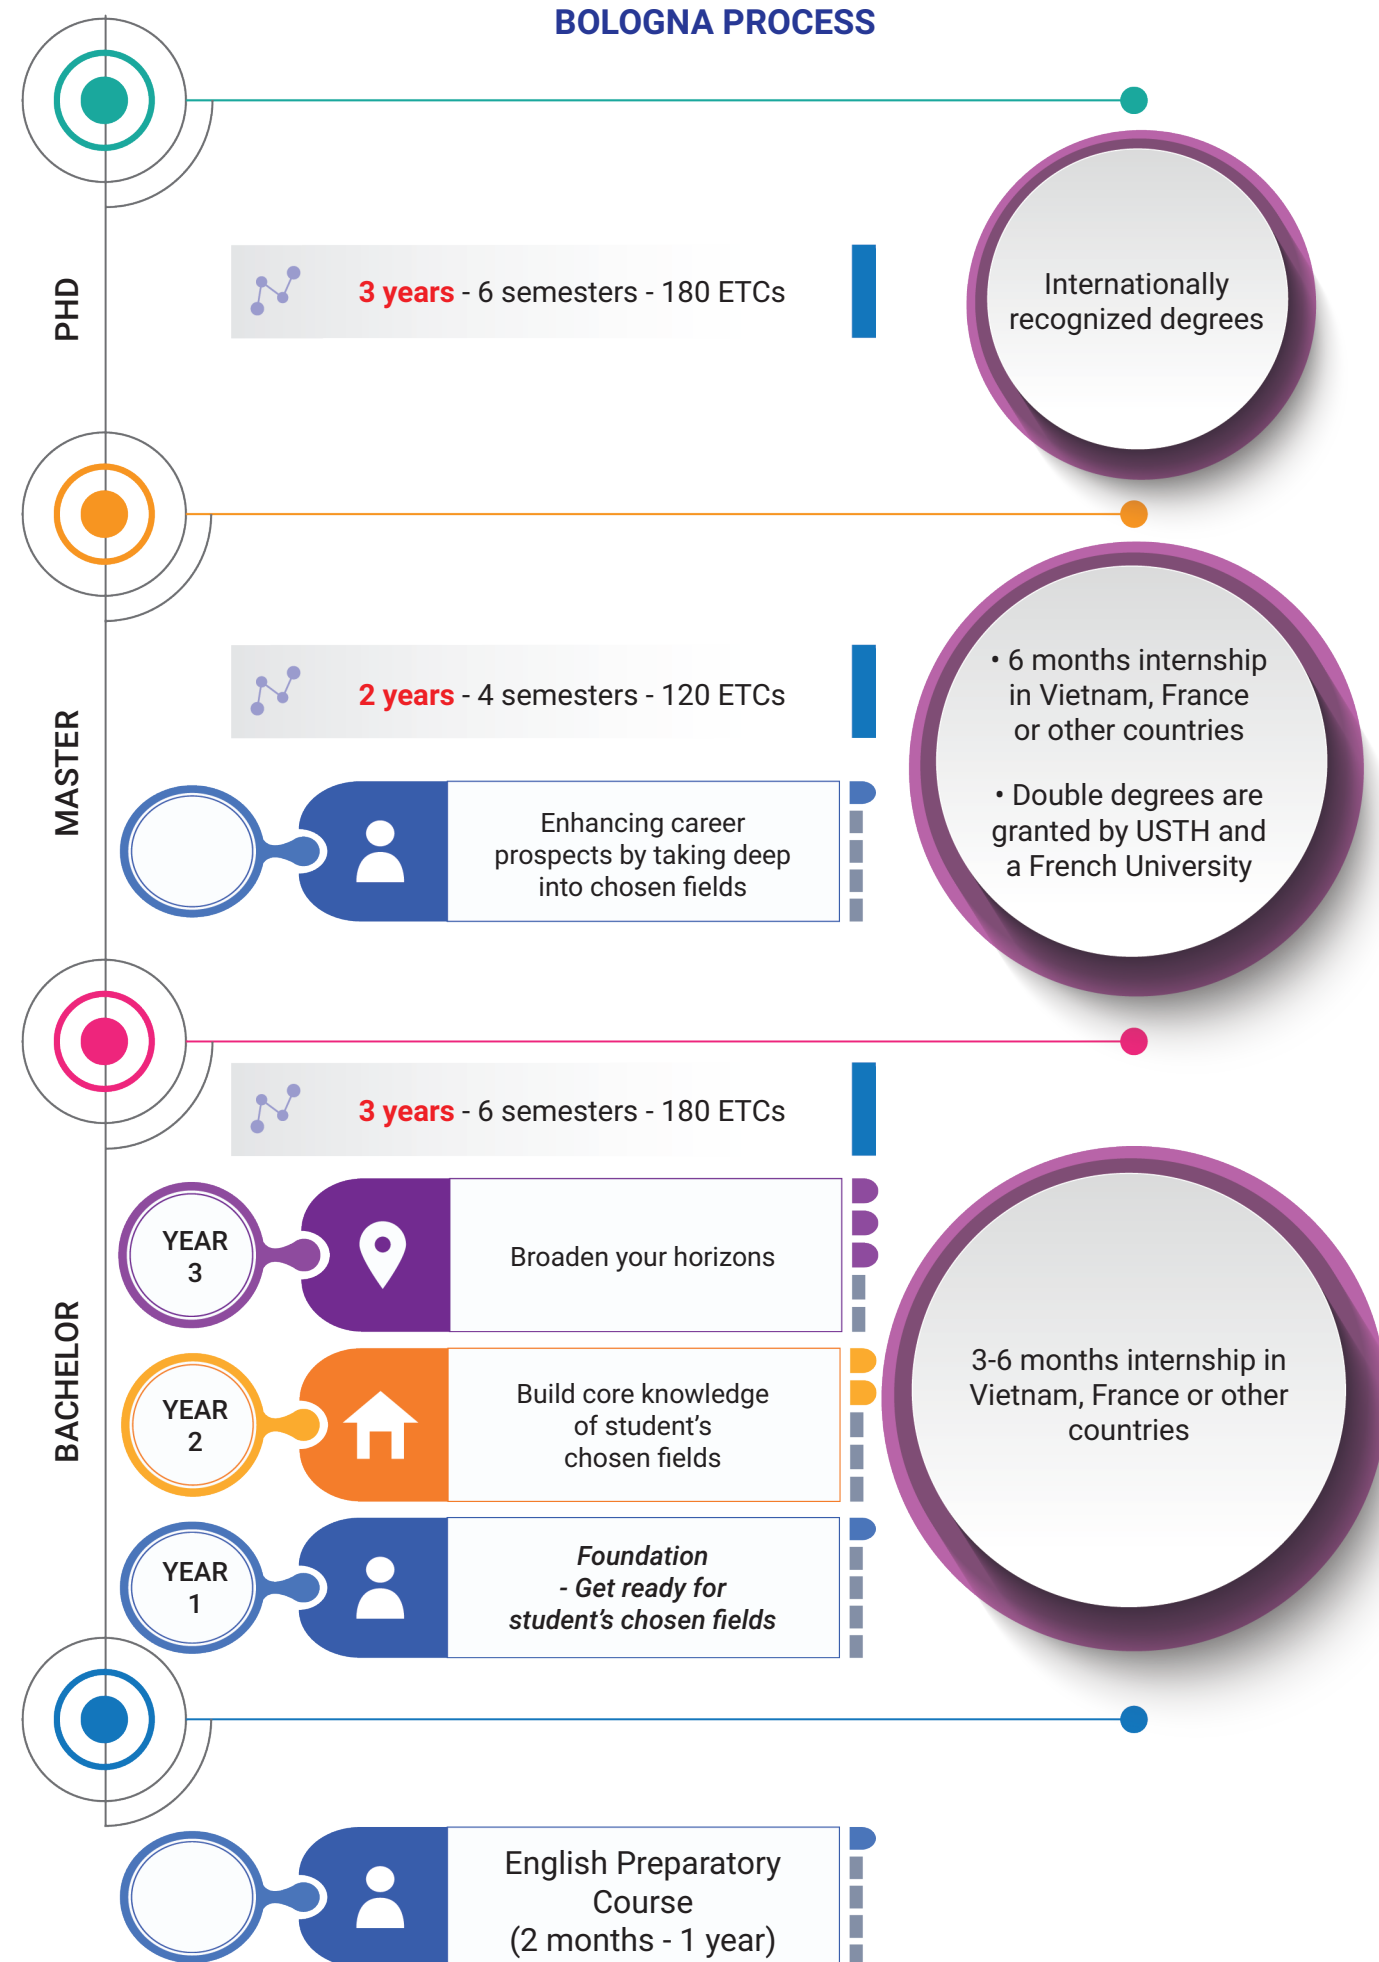 BOLOGNA PROCESS
PHD
3 years - 6 semesters - 180 ETCs
Internationally
recognized degrees
MASTER
2 years - 4 semesters - 120 ETCs
Enhancing career
prospects by taking deep
into chosen fields
• 6 months internship
in Vietnam, France
or other countries
• Double degrees are
granted by USTH and
a French University
BACHELOR
3 years - 6 semesters - 180 ETCs
YEAR
3
Broaden your horizons
YEAR
2
Build core knowledge
of student's
chosen fields
YEAR
1
Foundation
- Get ready for
student's chosen fields
3-6 months internship in
Vietnam, France or other
countries
English Preparatory
Course
(2 months - 1 year)